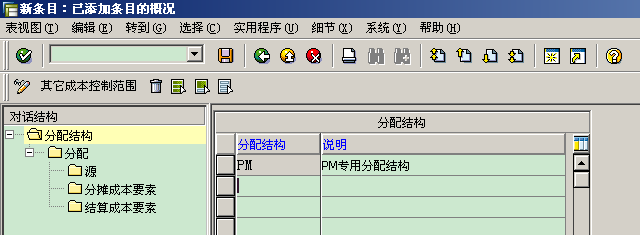 新条目：已添加条目的概况
表视图(T) 编辑(E) 转到(G) 选择(C) 实用程序(U) 细节(X) 系统(Y) 帮助(H)
其它成本控制范围
对话结构
分配结构
分配
源
分摊成本要素
结算成本要素
分配结构
分配结构 说明
PM PM专用分配结构